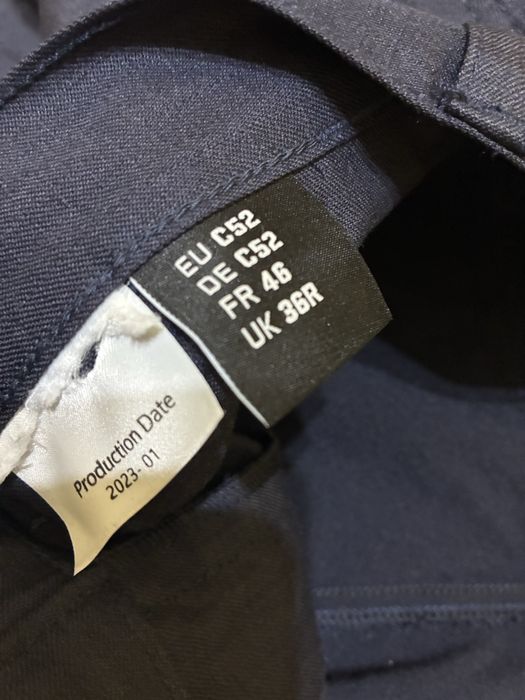 EU C52
DE C52
FR 46
UK 36R
Production Date
2023- 01